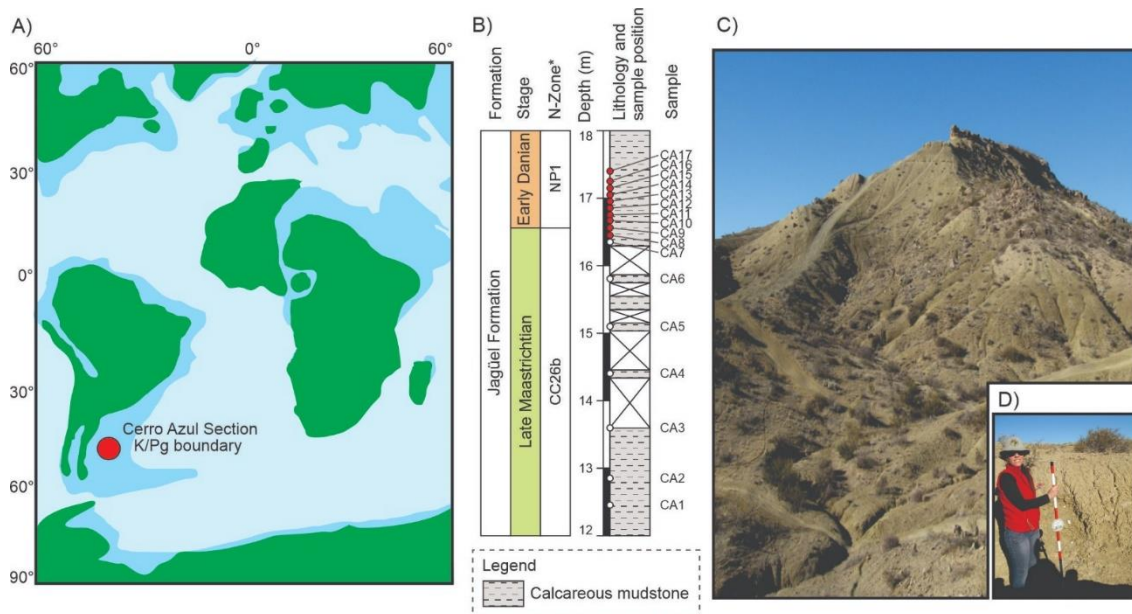 A)
60°
0°
60°
60°
30°
0°
30°
60°
90°
Cerro Azul Section
K/Pg boundary
B)
Formation
Stage
N-Zone*
Depth (m)
Lithology and
sample position
Sample
Jagüel Formation
Early Danian
Late Maastrichtian
NP1
CC26b
18
17
16
15
14
13
12
CA17
CA16
CA15
CA14
CA13
CA12
CA11
CA10
CA9
CA8
CA7
CA6
CA5
CA4
CA3
CA2
CA1
Legend
Calcareous mudstone
C)
D)